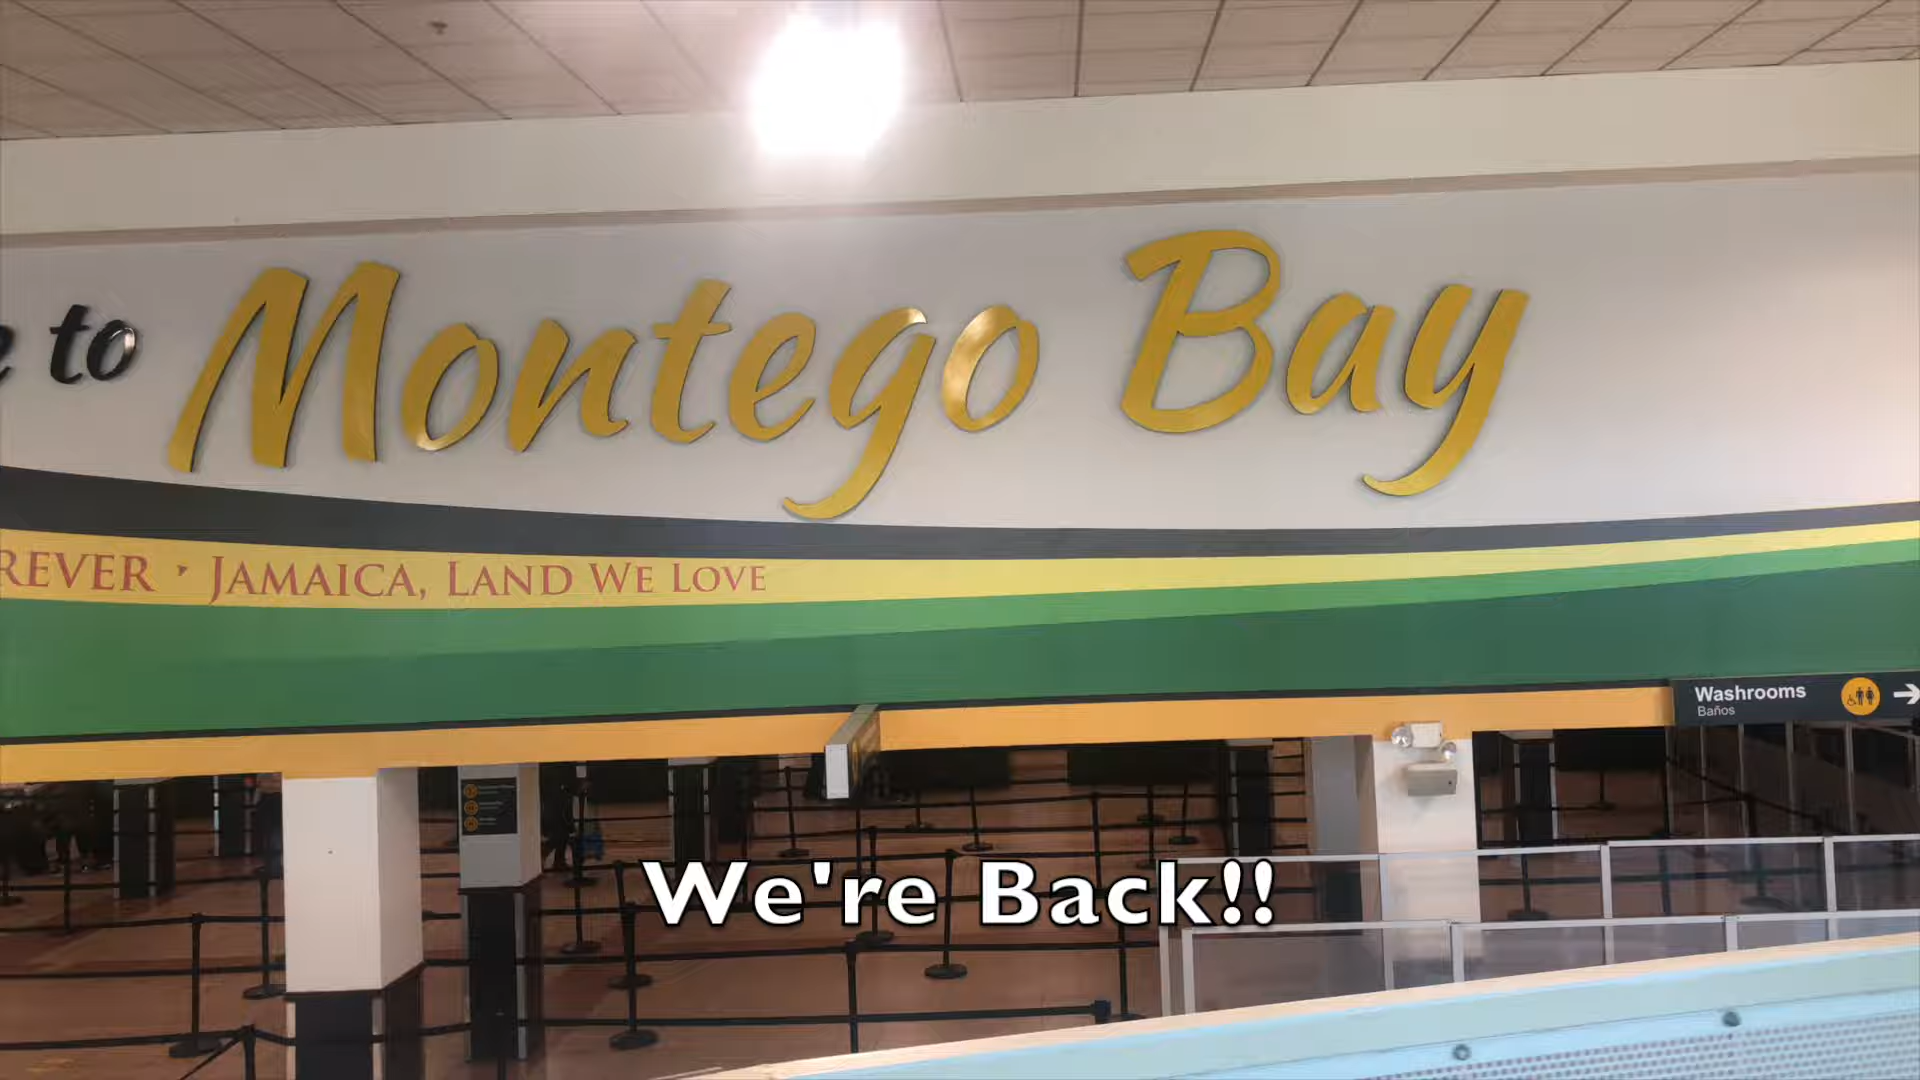 to Montego Bay
REVER • JAMAICA, LAND WE LOVE
Washrooms
Baños
We're Back!!